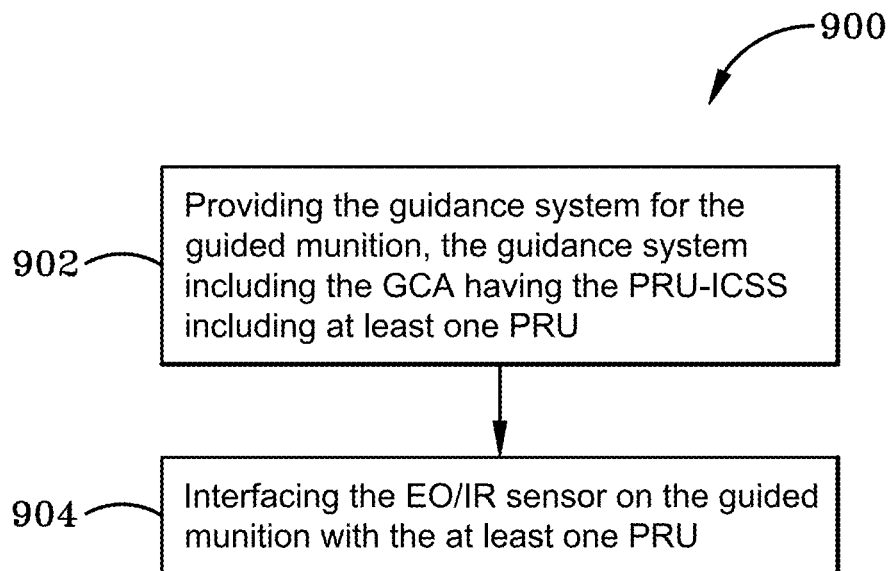 900
902
Providing the guidance system for the
guided munition, the guidance system
including the GCA having the PRU-ICSS
including at least one PRU
904
Interfacing the EO/IR sensor on the guided
munition with the at least one PRU